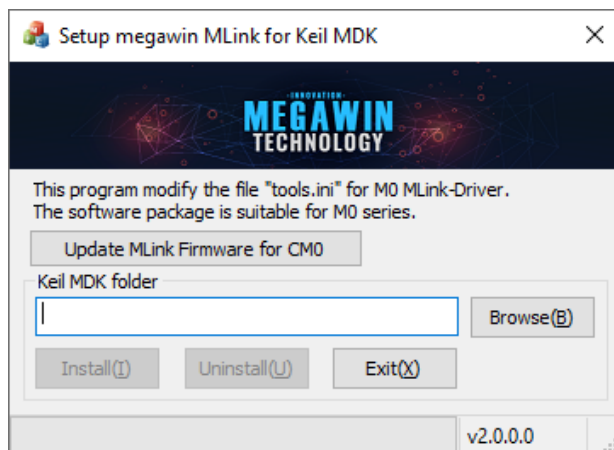 Setup megawin MLink for Keil MDK
·INNOVATION·
MEGAWIN
TECHNOLOGY
This program modify the file "tools.ini" for M0 MLink-Driver.
The software package is suitable for M0 series.
Update MLink Firmware for CM0
Keil MDK folder
Browse(B)
Install(I) Uninstall(U) Exit(X)
v2.0.0.0